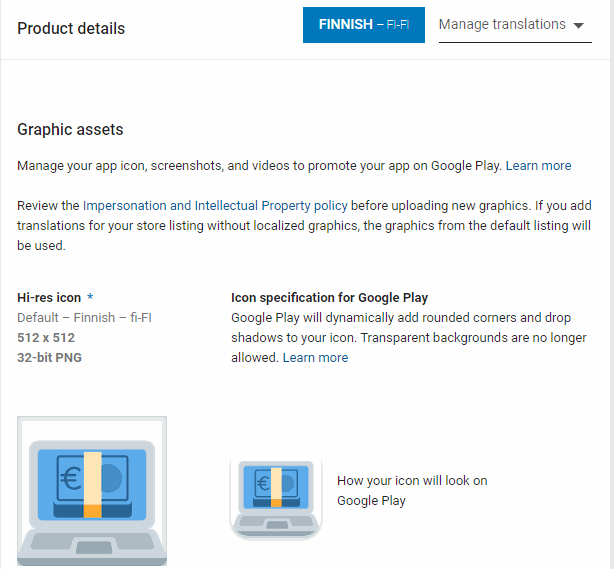 Product details
FINNISH – FI-FI
Manage translations
Graphic assets
Manage your app icon, screenshots, and videos to promote your app on Google Play. Learn more
Review the Impersonation and Intellectual Property policy before uploading new graphics. If you add
translations for your store listing without localized graphics, the graphics from the default listing will
be used.
Hi-res icon *
Default – Finnish – fi-FI
512 x 512
32-bit PNG
Icon specification for Google Play
Google Play will dynamically add rounded corners and drop
shadows to your icon. Transparent backgrounds are no longer
allowed. Learn more
€
€
How your icon will look on
Google Play